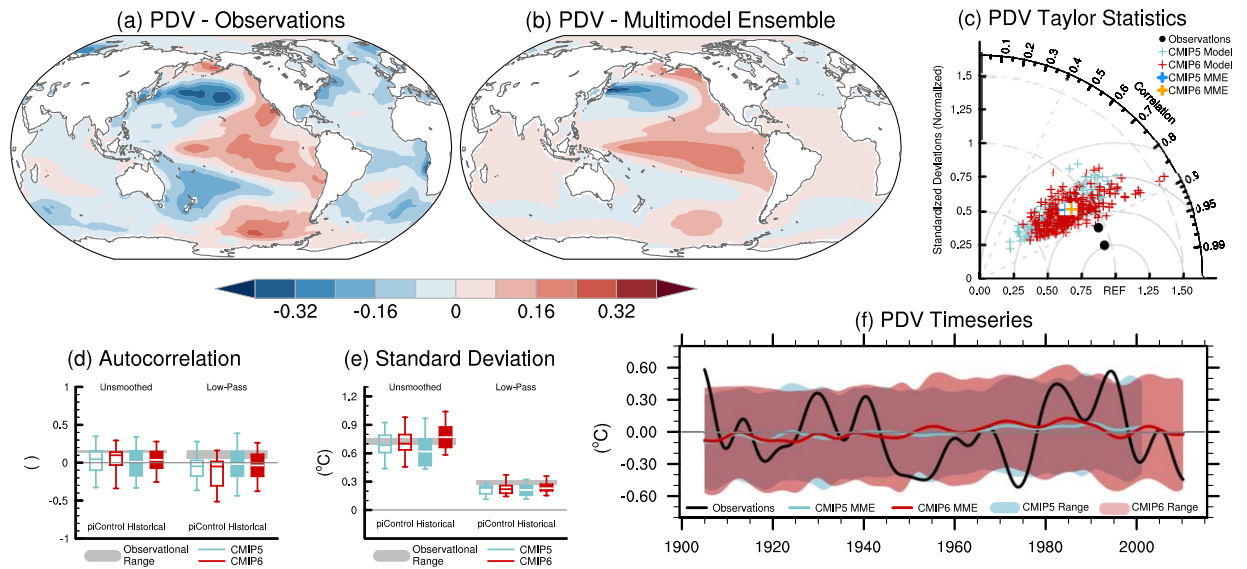 (a) PDV - Observations
(b) PDV - Multimodel Ensemble
-0.32 -0.16 0 0.16 0.32
(c) PDV Taylor Statistics
Observations
CMIP5 Model
CMIP6 Model
CMIP5 MME
CMIP6 MME
0.1 0.2 0.3 0.4 0.5 0.6 0.7 0.8 0.9 0.95 0.99
Correlation
Standardized Deviations (Normalized)
1.5
1.25
1
0.75
0.5
0.25
0
0.00 0.25 0.50 0.75 REF 1.25 1.50
(d) Autocorrelation
Unsmoothed Low-Pass
1
0.5
0
-0.5
-1
( )
piControl Historical piControl Historical
Observational
Range
CMIP5
CMIP6
(e) Standard Deviation
Unsmoothed Low-Pass
1.2
0.9
0.6
0.3
0
(°C)
piControl Historical piControl Historical
Observational
Range
CMIP5
CMIP6
(f) PDV Timeseries
0.60
0.30
0.00
-0.30
-0.60
(°C)
Observations CMIP5 MME CMIP6 MME CMIP5 Range CMIP6 Range
1900 1920 1940 1960 1980 2000